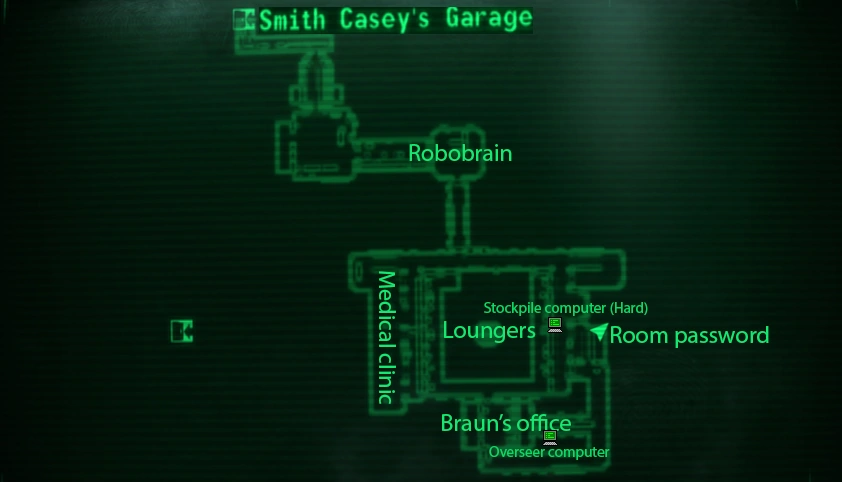 Smith Casey's Garage
Robobrain
Medical clinic
Stockpile computer (Hard)
Loungers
Room password
Braun's office
Overseer computer